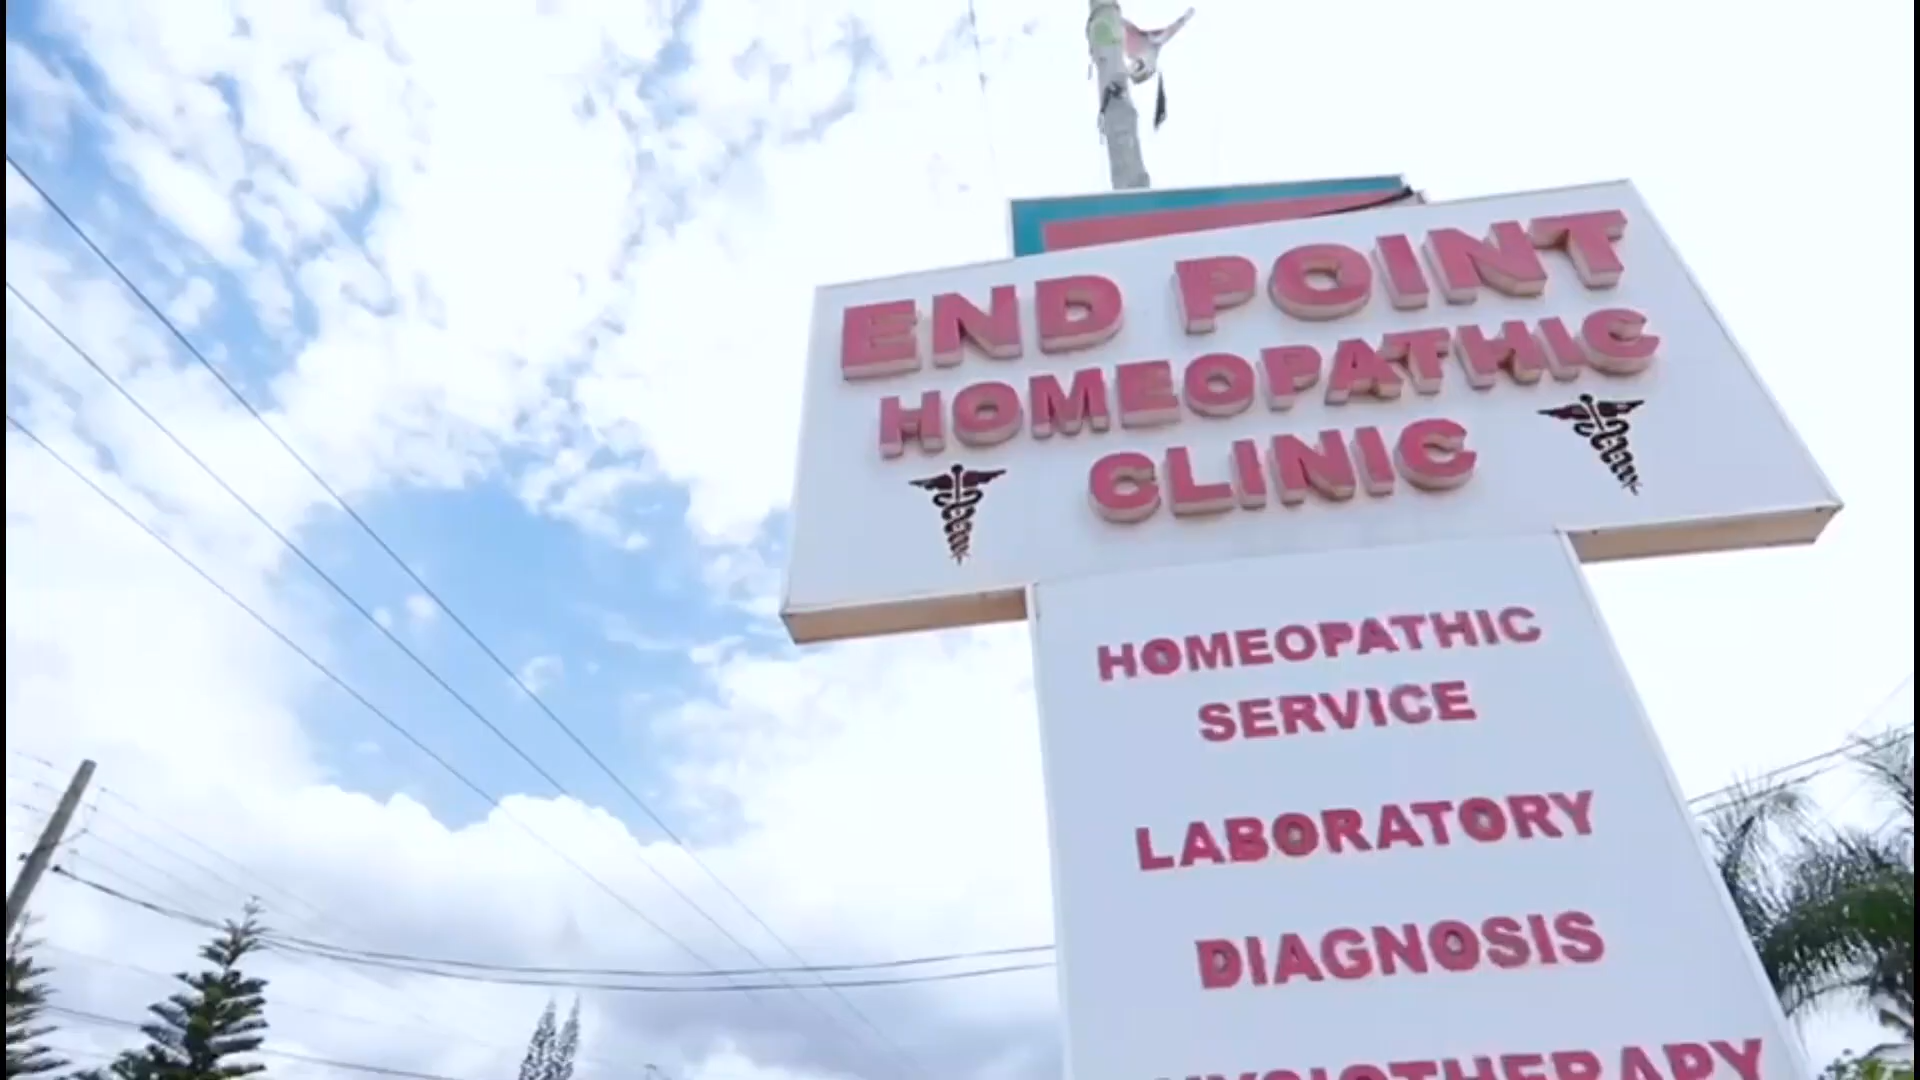 END POINT
HOMEOPATHIC
CLINIC
HOMEOPATHIC
SERVICE
LABORATORY
DIAGNOSIS